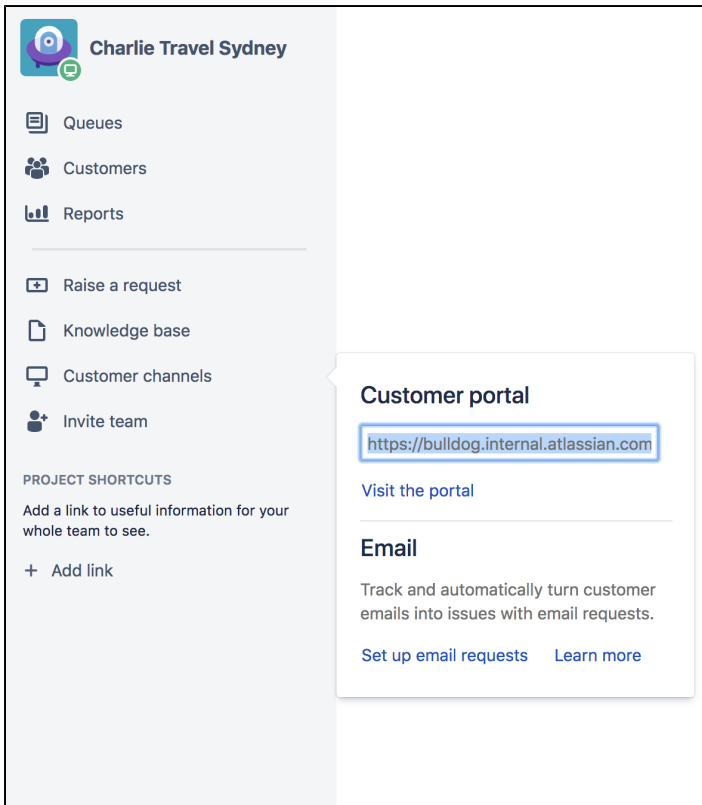 Charlie Travel Sydney
Queues
Customers
Reports
Raise a request
Knowledge base
Customer channels
Invite team
PROJECT SHORTCUTS
Add a link to useful information for your
whole team to see.
+ Add link
Customer portal
https://bulldog.internal.atlassian.com
Visit the portal
Email
Track and automatically turn customer
emails into issues with email requests.
Set up email requests Learn more